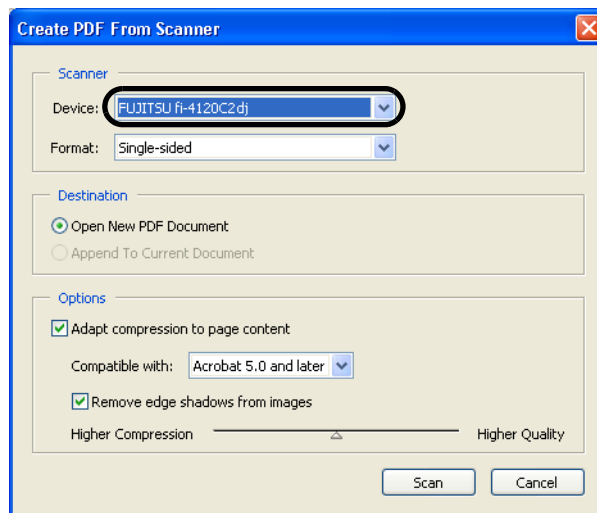 Create PDF From Scanner
Scanner
Device: FUJITSU fi-4120C2dj
Format: Single-sided
Destination
Open New PDF Document
Append To Current Document
Options
Adapt compression to page content
Compatible with: Acrobat 5.0 and later
Remove edge shadows from images
Higher Compression Higher Quality
Scan Cancel